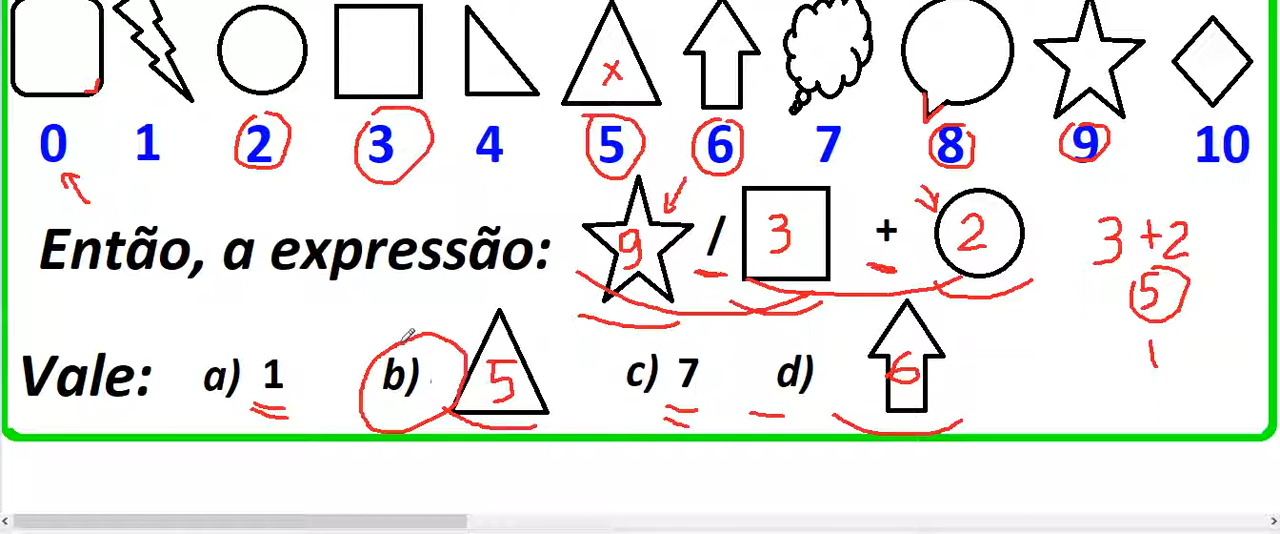 x
0 1 2 3 4 5 6 7 8 9 10
Então, a expressão: 9 / 3 + 2 3 + 2
5
Vale: a) 1 b) 5 c) 7 d) 6